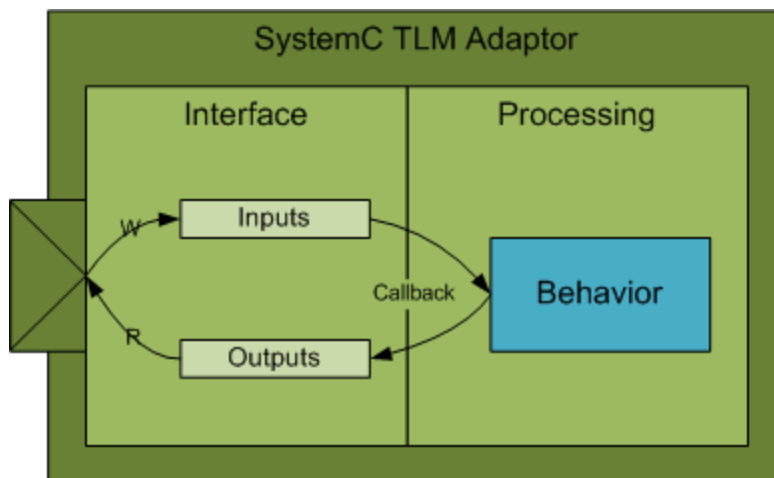 SystemC TLM Adaptor
Interface
Processing
W
Inputs
Callback
Behavior
R
Outputs